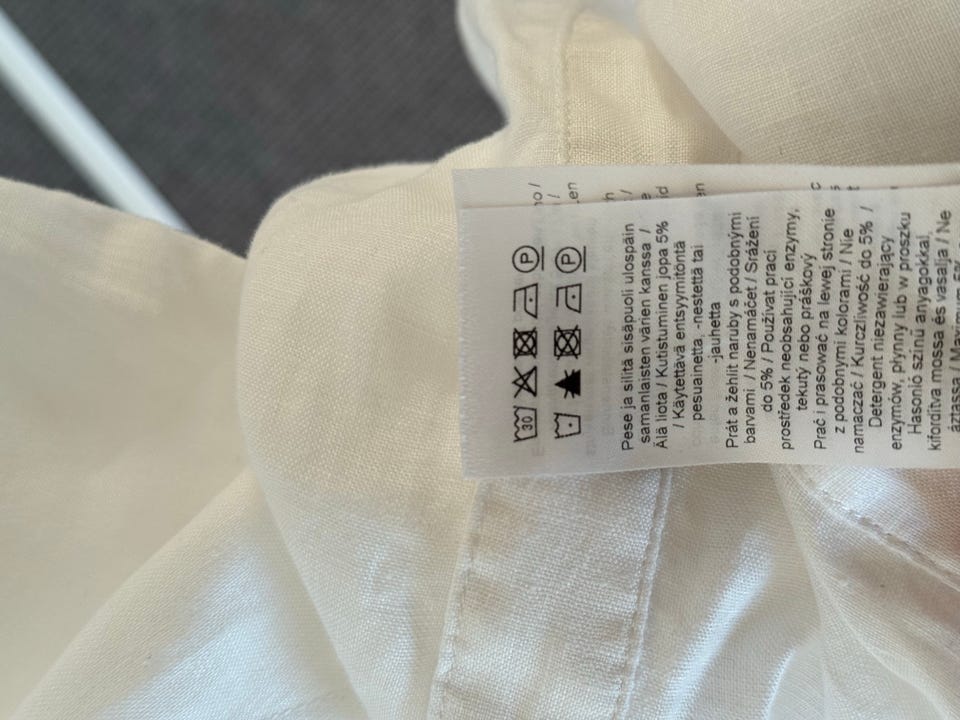 30 P
P
Pese ja silitä sisäpuoli ulospäin
samanlaisten värien kanssa /
Älä liota / Kutistuminen jopa 5%
/ Käytettävä entsyymitöntä
pesuainetta -nestettä tai
-jauhetta
Prát a žehlit naruby s podobnými
barvami / Nenamáčet / Srážení
do 5% / Používat prací
prostředek neobsahující enzymy,
tekutý nebo práškový
Prać i prasować na lewej stronie
z podobnymi kolorami / Nie
namaczać / Kurczliwość do 5% /
Detergent niezawierający
enzymów, płynny lub w proszku
Hasonló színű anyagokkal,
kifordítva mossa és vasalja / Ne
áztassa / Maximum 5%